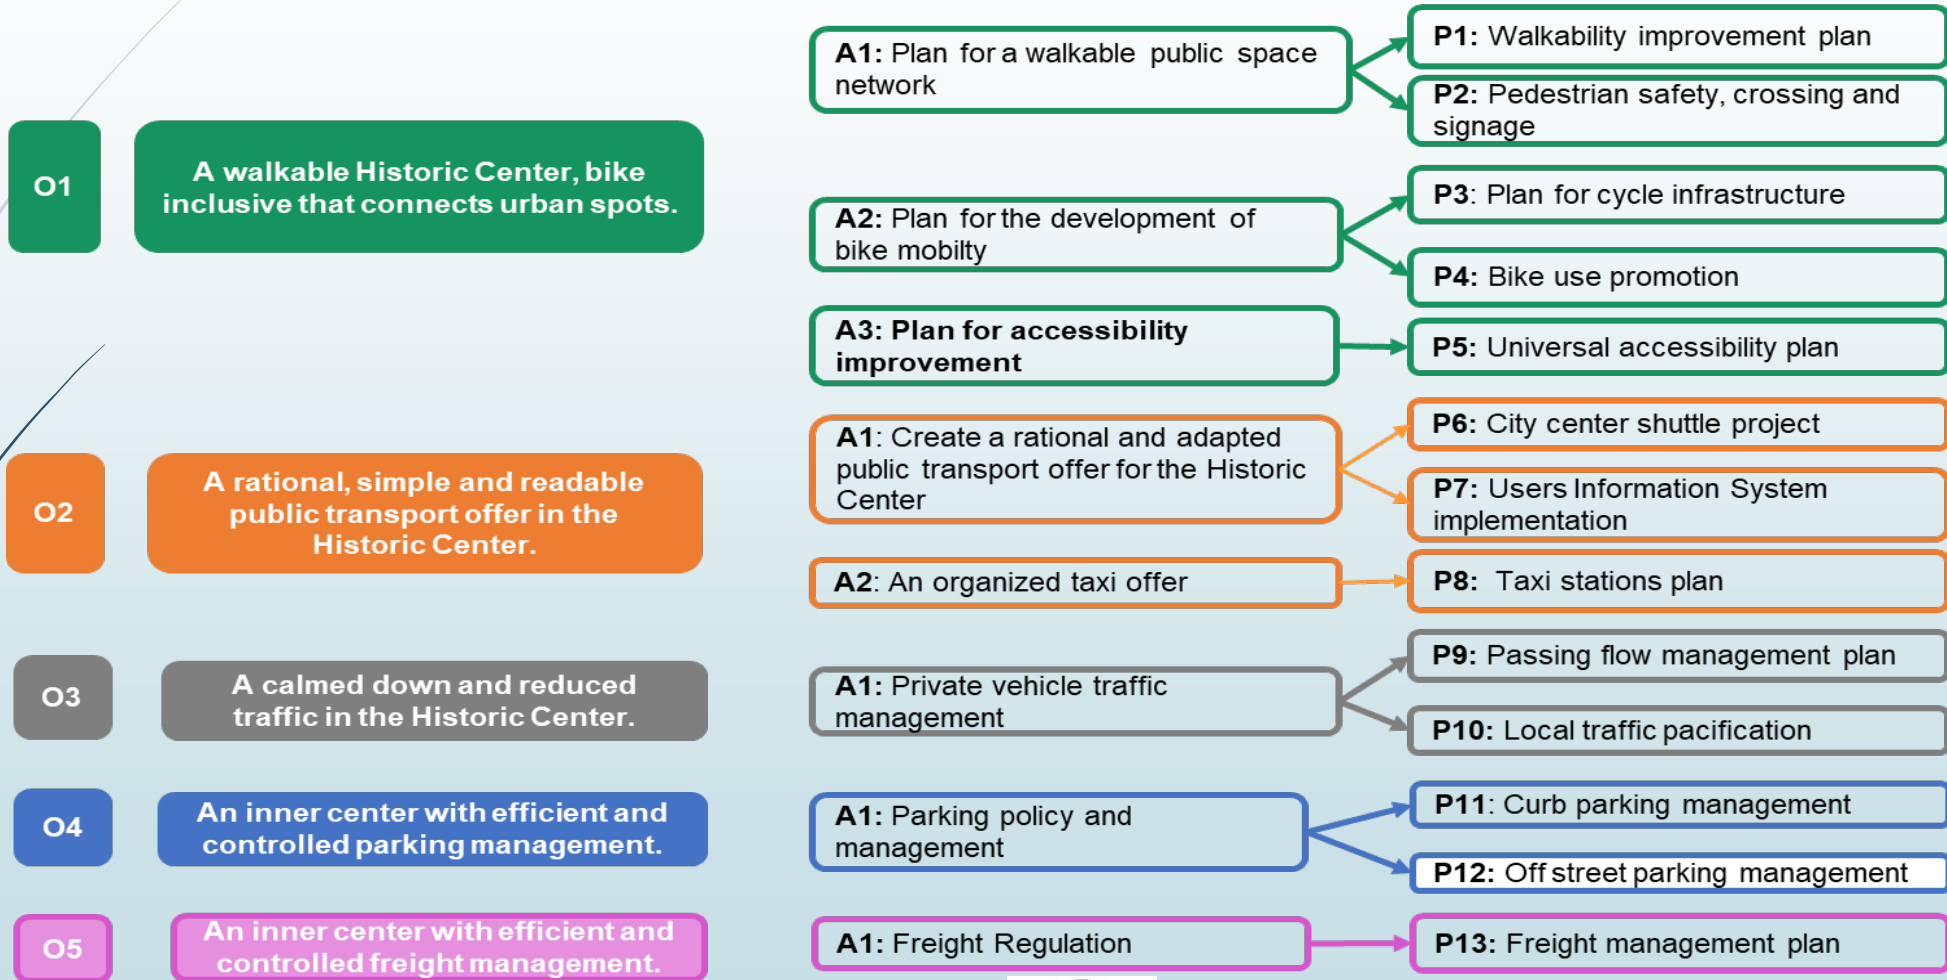 O1
A walkable Historic Center, bike
inclusive that connects urban spots.
A1: Plan for a walkable public space
network
P1: Walkability improvement plan
P2: Pedestrian safety, crossing and
signage
A2: Plan for the development of
bike mobilty
P3: Plan for cycle infrastructure
P4: Bike use promotion
A3: Plan for accessibility
improvement
P5: Universal accessibility plan
O2
A rational, simple and readable
public transport offer in the
Historic Center.
A1: Create a rational and adapted
public transport offer for the Historic
Center
P6: City center shuttle project
P7: Users Information System
implementation
A2: An organized taxi offer
P8: Taxi stations plan
O3
A calmed down and reduced
traffic in the Historic Center.
A1: Private vehicle traffic
management
P9: Passing flow management plan
P10: Local traffic pacification
O4
An inner center with efficient and
controlled parking management.
A1: Parking policy and
management
P11: Curb parking management
P12: Off street parking management
O5
An inner center with efficient and
controlled freight management.
A1: Freight Regulation
P13: Freight management plan